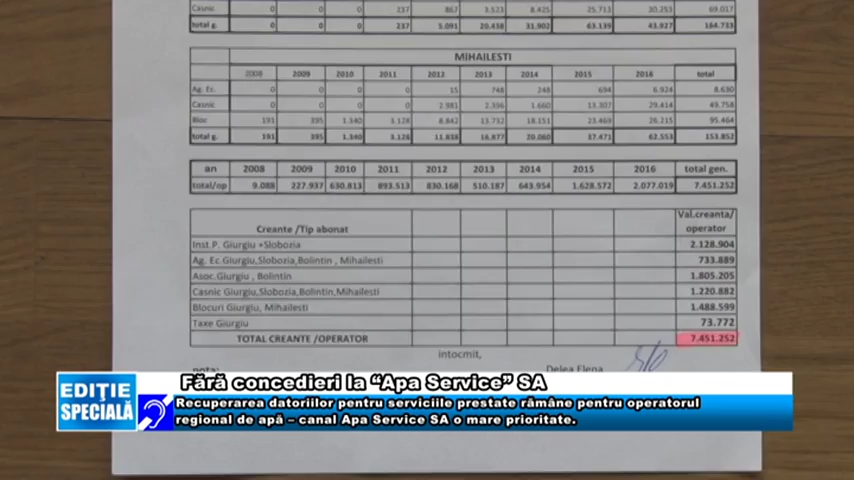 Casnic 0 0 237 867 3.523 8.425 25.713 30.253 69.017
total g. 0 0 237 3.091 20.438 31.902 63.139 43.927 164.733
MIHAILESTI
2008 2009 2010 2011 2012 2013 2014 2015 2016 total
Ag. Ec. 0 0 0 0 15 748 248 694 6.924 8.630
Casnic 0 0 0 0 2.981 2.396 1.660 13.307 29.414 49.758
Bloc 191 395 1.340 3.128 8.842 13.732 18.151 23.469 26.215 95.464
total g. 191 395 1.340 3.128 11.838 16.877 20.060 37.471 62.553 153.852
an 2008 2009 2010 2011 2012 2013 2014 2015 2016 total gen.
total/op 9.088 227.937 630.813 893.513 830.168 510.187 643.954 1.628.572 2.077.019 7.451.252
Creante /Tip abonat Val.creanta/
operator
Inst.P. Giurgiu +Slobozia 2.128.904
Ag. Ec.Giurgiu,Slobozia,Bolintin , Mihailesti 733.889
Asoc.Giurgiu , Bolintin 1.805.205
Casnic Giurgiu,Slobozia,Bolintin,Mihailesti 1.220.882
Blocuri Giurgiu, Mihailesti 1.488.599
Taxe Giurgiu 73.772
TOTAL CREANTE /OPERATOR 7.451.252
intocmit,
Delea Elena
EDIŢIE
SPECIALĂ
Fără concedieri la “Apa Service” SA
Recuperarea datoriilor pentru serviciile prestate rămâne pentru operatorul
regional de apă – canal Apa Service SA o mare prioritate.